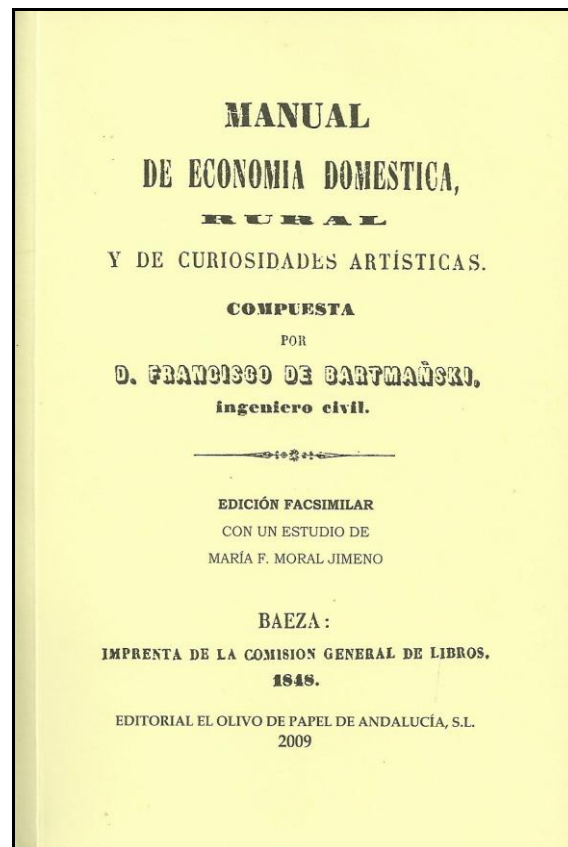 MANUAL
DE ECONOMIA DOMESTICA,
RURAL
Y DE CURIOSIDADES ARTÍSTICAS.
COMPUESTA
POR
D. FRANCISCO DE BARTMAÑSKI,
ingeniero civil.
EDICIÓN FACSIMILAR
CON UN ESTUDIO DE
MARÍA F. MORAL JIMENO
BAEZA:
IMPRENTA DE LA COMISION GENERAL DE LIBROS.
1848.
EDITORIAL EL OLIVO DE PAPEL DE ANDALUCÍA, S.L.
2009